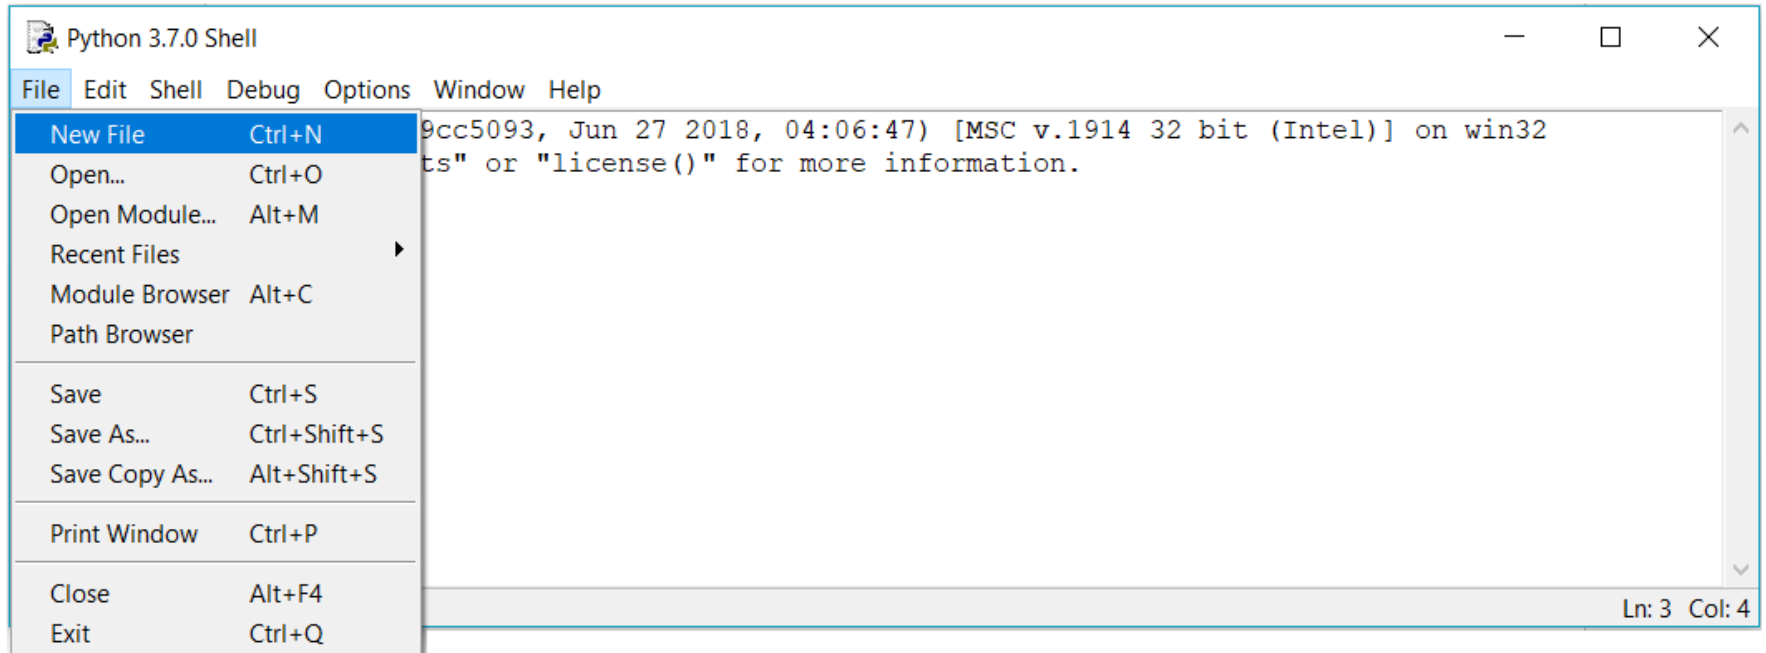 Python 3.7.0 Shell
File Edit Shell Debug Options Window Help
9cc5093, Jun 27 2018, 04:06:47) [MSC v.1914 32 bit (Intel)] on win32
ts" or "license()" for more information.
New File Ctrl+N
Open... Ctrl+O
Open Module... Alt+M
Recent Files
Module Browser Alt+C
Path Browser
Save Ctrl+S
Save As... Ctrl+Shift+S
Save Copy As... Alt+Shift+S
Print Window Ctrl+P
Close Alt+F4
Exit Ctrl+Q
Ln: 3 Col: 4